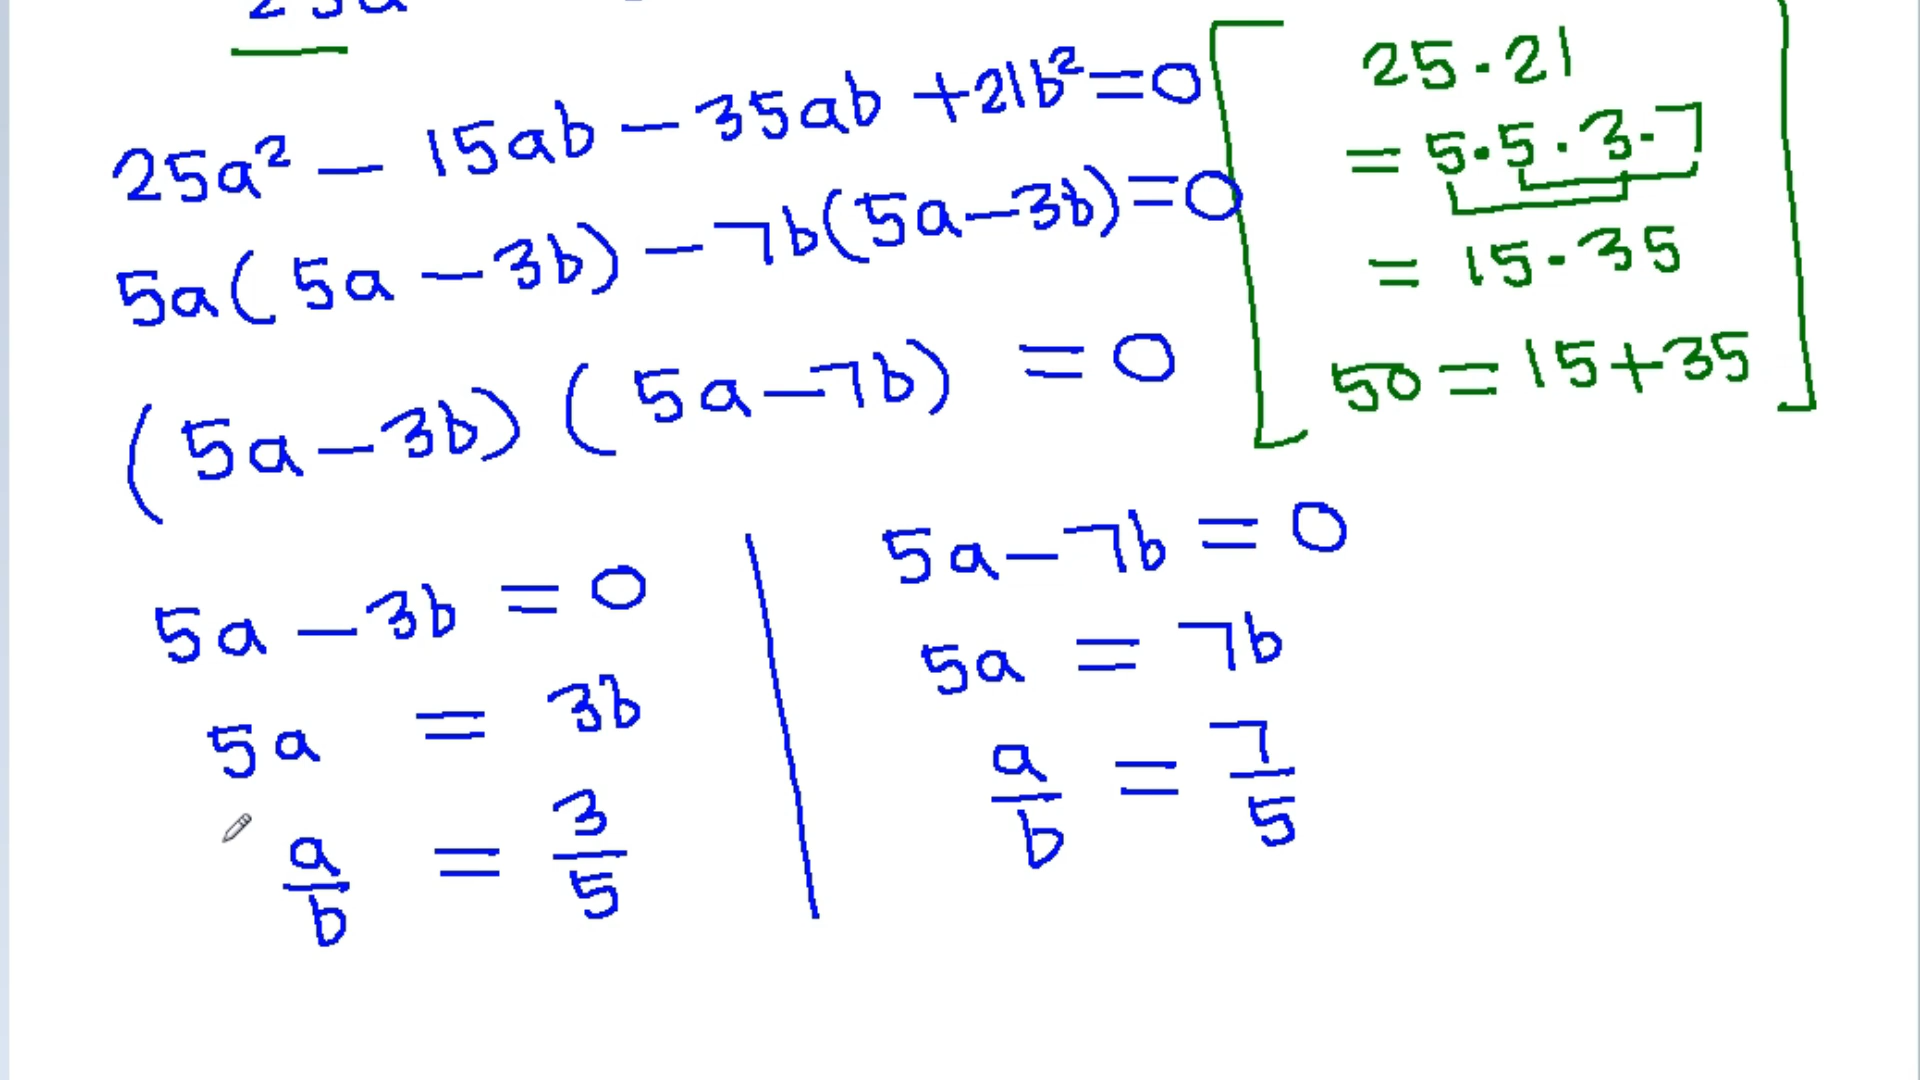 25a² - 15ab - 35ab + 21b² = 0
5a(5a - 3b) - 7b(5a - 3b) = 0
(5a - 3b)(5a - 7b) = 0
5a - 3b = 0
5a = 3b
a/b = 3/5
5a - 7b = 0
5a = 7b
a/b = 7/5
25·21
= 5·5·3·7
= 15·35
50 = 15 + 35